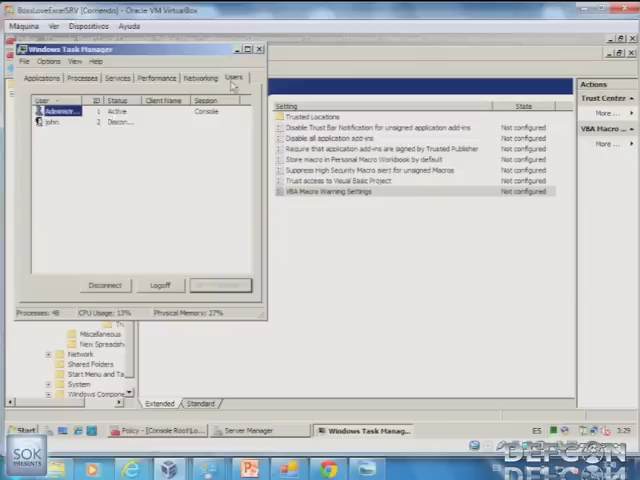 BossLoveExcelSRV [Corriendo] - Oracle VM VirtualBox
Máquina Ver Dispositivos Ayuda
Windows Task Manager
File Options View Help
Applications Processes Services Performance Networking Users
User ID Status Client Name Session
Administr... 1 Active Console
john 2 Discon...
Disconnect Logoff
Processes: 48 CPU Usage: 13% Physical Memory: 27%
Setting State
Trusted Locations
Disable Trust Bar Notification for unsigned application add-ins Not configured
Disable all application add-ins Not configured
Require that application add-ins are signed by Trusted Publisher Not configured
Store macro in Personal Macro Workbook by default Not configured
Suppress High Security Macro alert for unsigned Macros Not configured
Trust access to Visual Basic Project Not configured
VBA Macro Warning Settings Not configured
Actions
Trust Center
More ...
VBA Macro ...
More ...
Miscellaneous
New Spreadsh
Network
Shared Folders
Start Menu and Ta
System
Windows Compone
Extended Standard
Start Policy - [Console Root\Lo... Server Manager Windows Task Manag... ES 3:29
SOK
PRESENTS
DEFCON